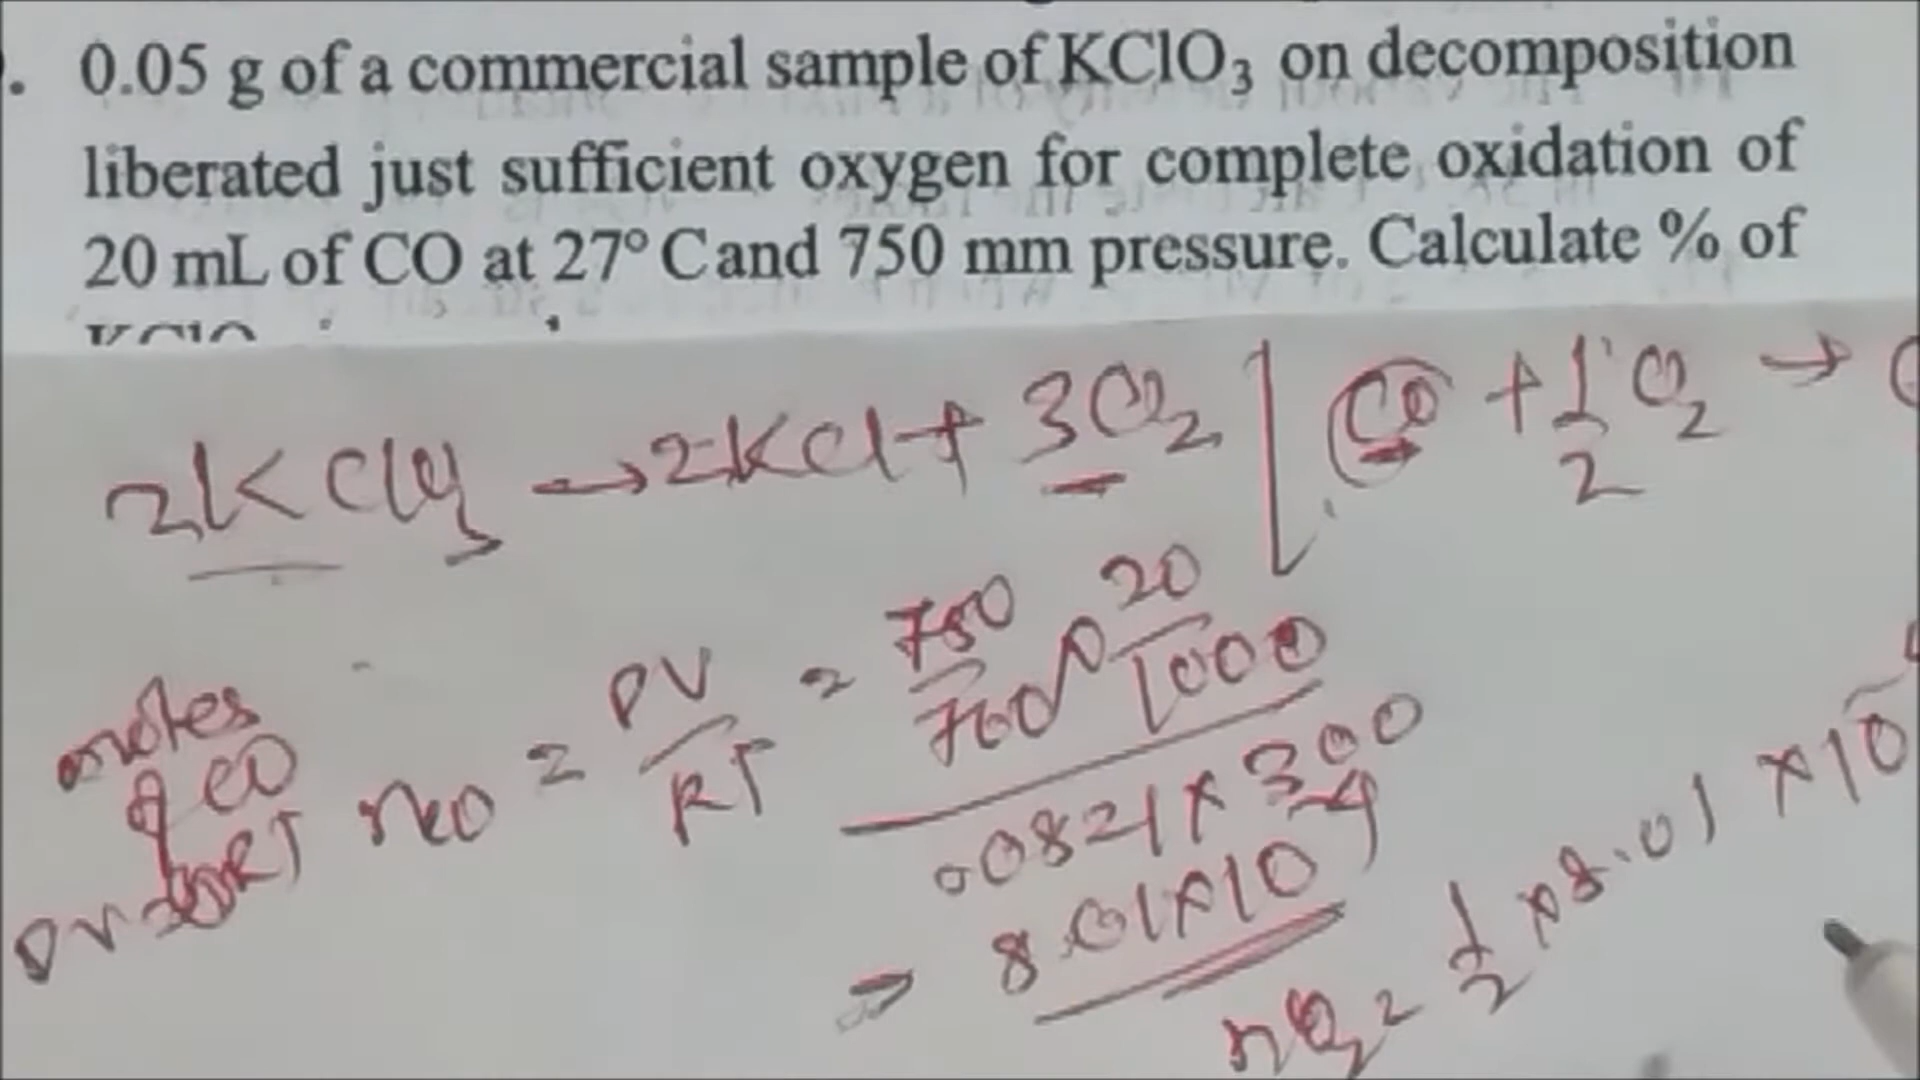 . 0.05 g of a commercial sample of KClO₃ on decomposition
liberated just sufficient oxygen for complete oxidation of
20 mL of CO at 27° C and 750 mm pressure. Calculate % of
2KClO₃ → 2KCl + 3O₂ | CO + 1/2 O₂ →
moles of CO
nCO = PV/RT = 750/760 × 20/1000
.0821 × 300
⇒ 8.01 × 10⁻⁴
nO₂ = 1/2 × 8.01 × 10